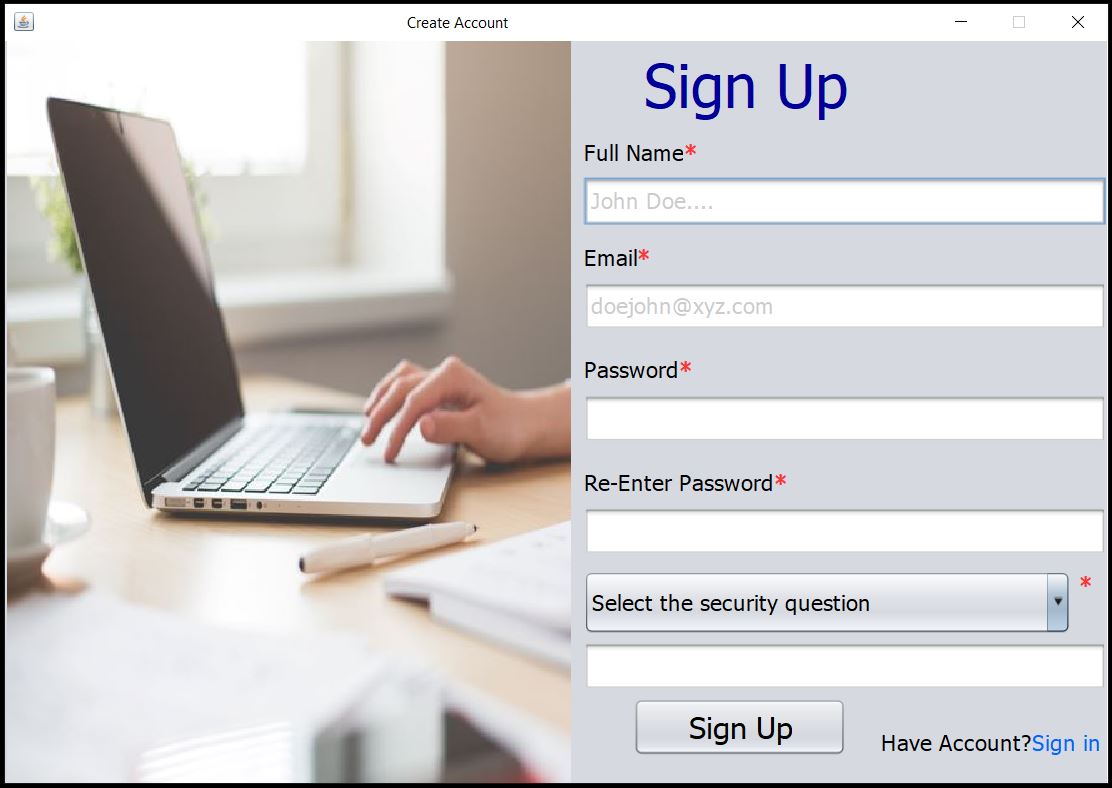 Create Account
Sign Up
Full Name*
John Doe....
Email*
doejohn@xyz.com
Password*
Re-Enter Password*
Select the security question
*
Sign Up
Have Account?Sign in